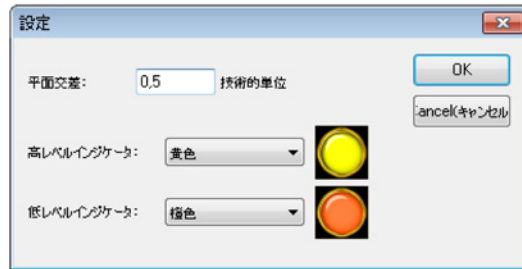 設定
平面交差: 0,5 技術的単位
OK
Cancel(キャンセル
高レベルインジケータ: 黄色
低レベルインジケータ: 橙色